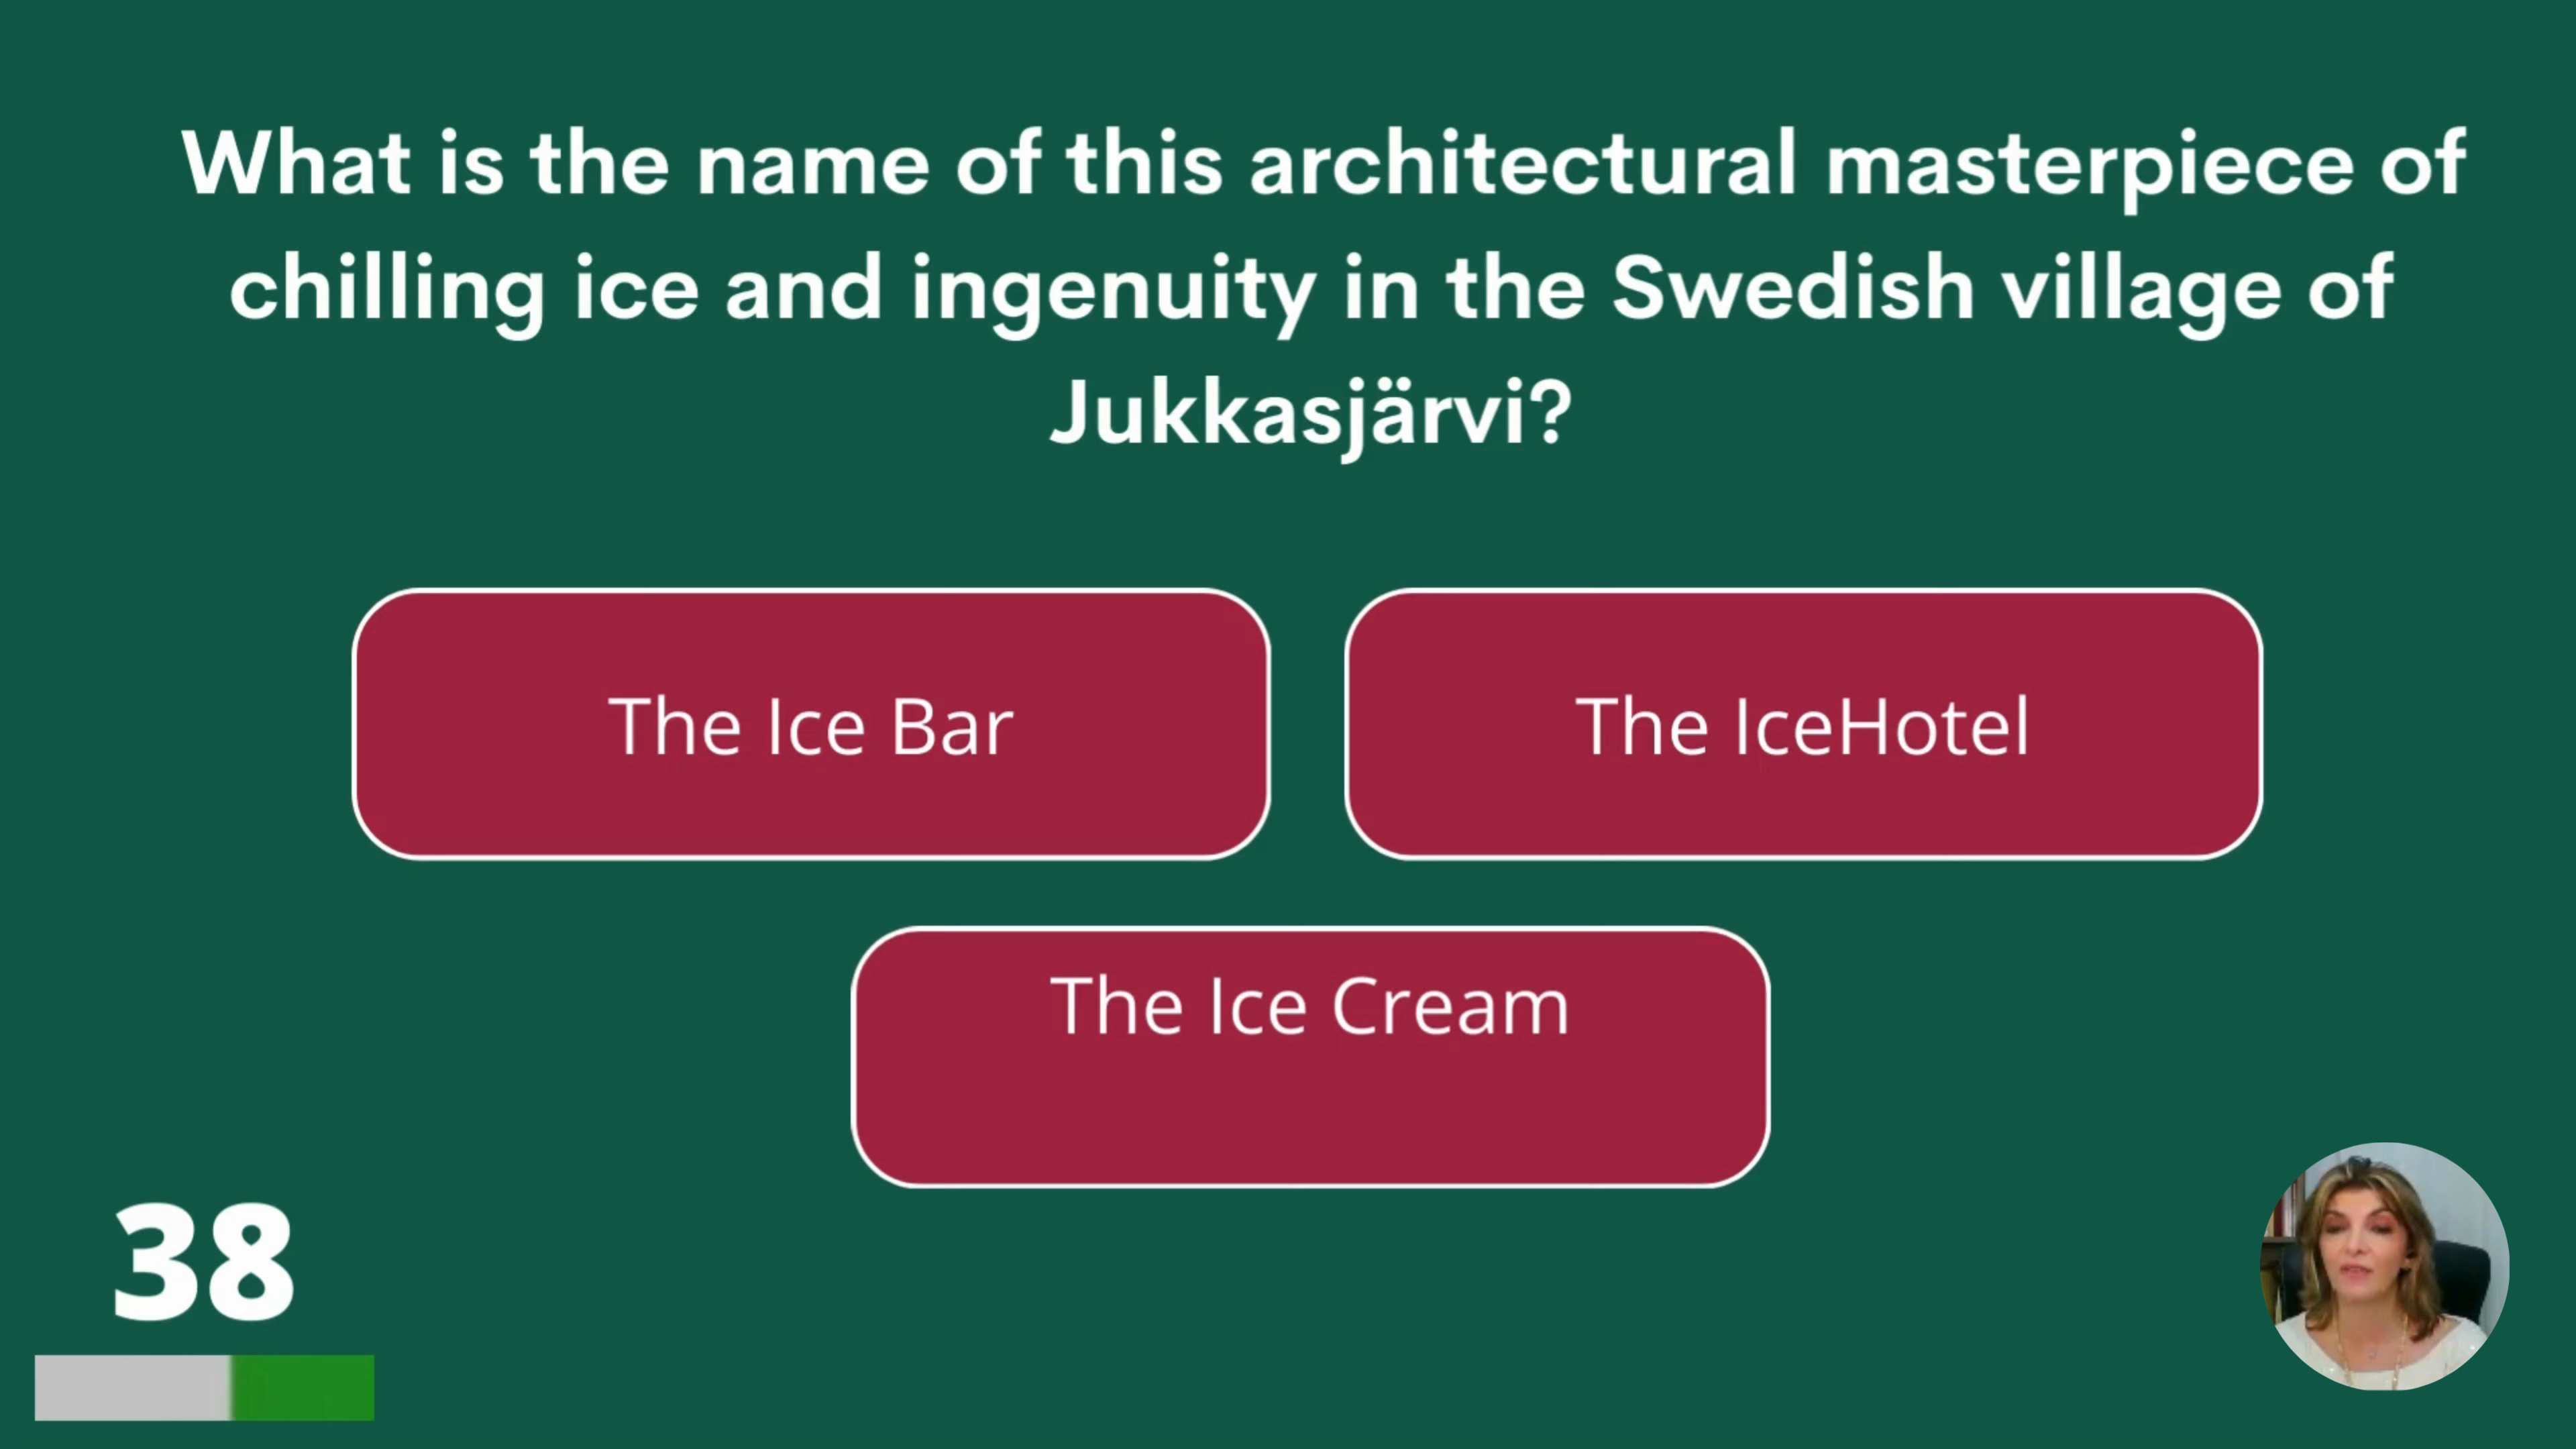 What is the name of this architectural masterpiece of
chilling ice and ingenuity in the Swedish village of
Jukkasjärvi?
The Ice Bar
The IceHotel
The Ice Cream
38